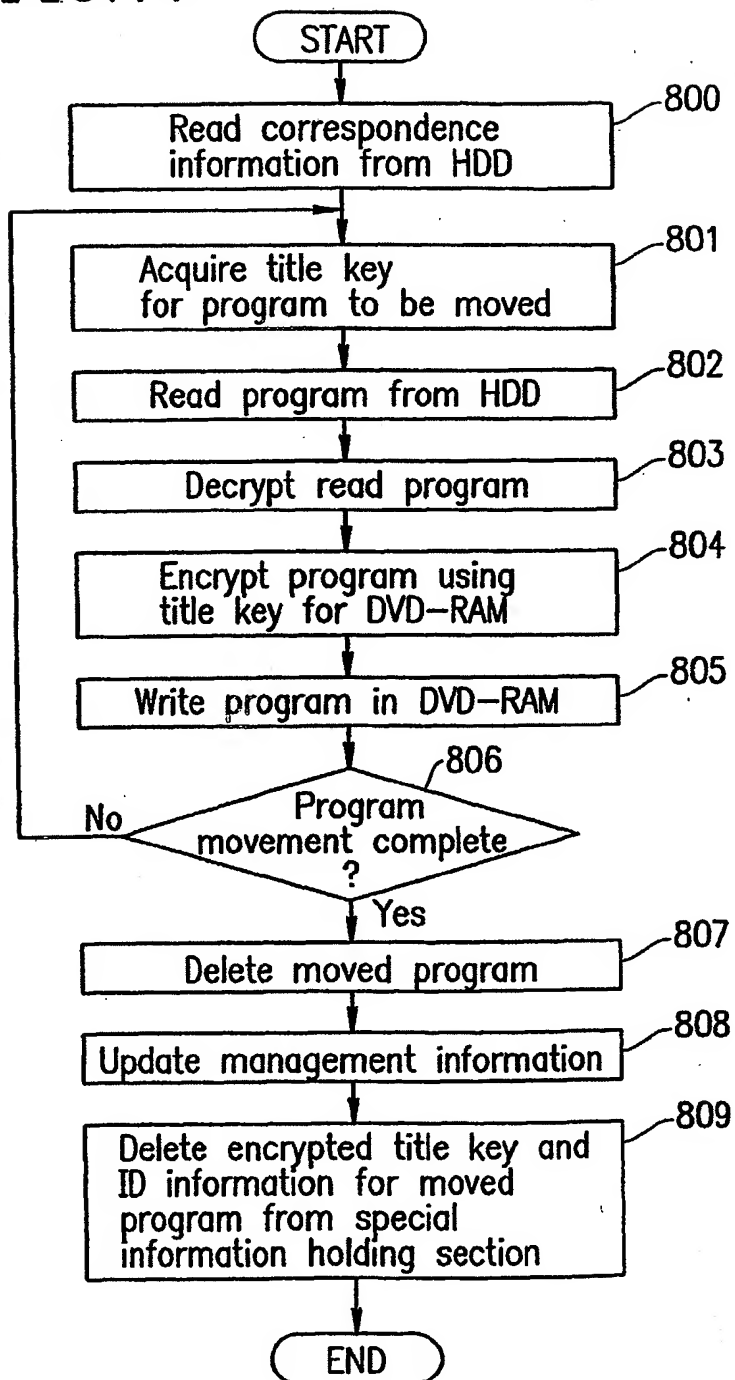 START
800
Read correspondence
information from HDD
801
Acquire title key
for program to be moved
802
Read program from HDD
803
Decrypt read program
804
Encrypt program using
title key for DVD-RAM
805
Write program in DVD-RAM
806
Program
movement complete
?
No
Yes
807
Delete moved program
808
Update management information
809
Delete encrypted title key and
ID information for moved
program from special
information holding section
END